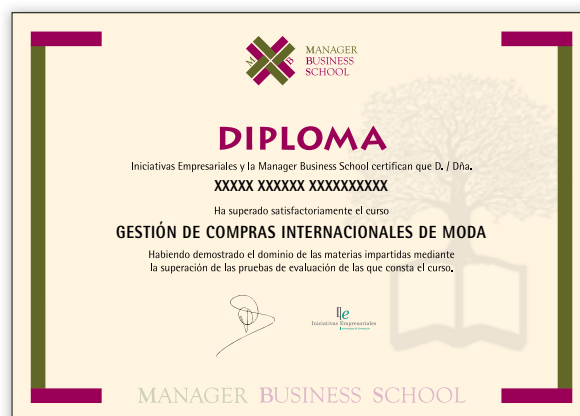 M B
MANAGER
BUSINESS
SCHOOL
DIPLOMA
Iniciativas Empresariales y la Manager Business School certifican que D. / Dña.
XXXXX XXXXXX XXXXXXXXXX
Ha superado satisfactoriamente el curso
GESTIÓN DE COMPRAS INTERNACIONALES DE MODA
Habiendo demostrado el dominio de las materias impartidas mediante
la superación de las pruebas de evaluación de las que consta el curso.
Iniciativas Empresariales
MANAGER BUSINESS SCHOOL